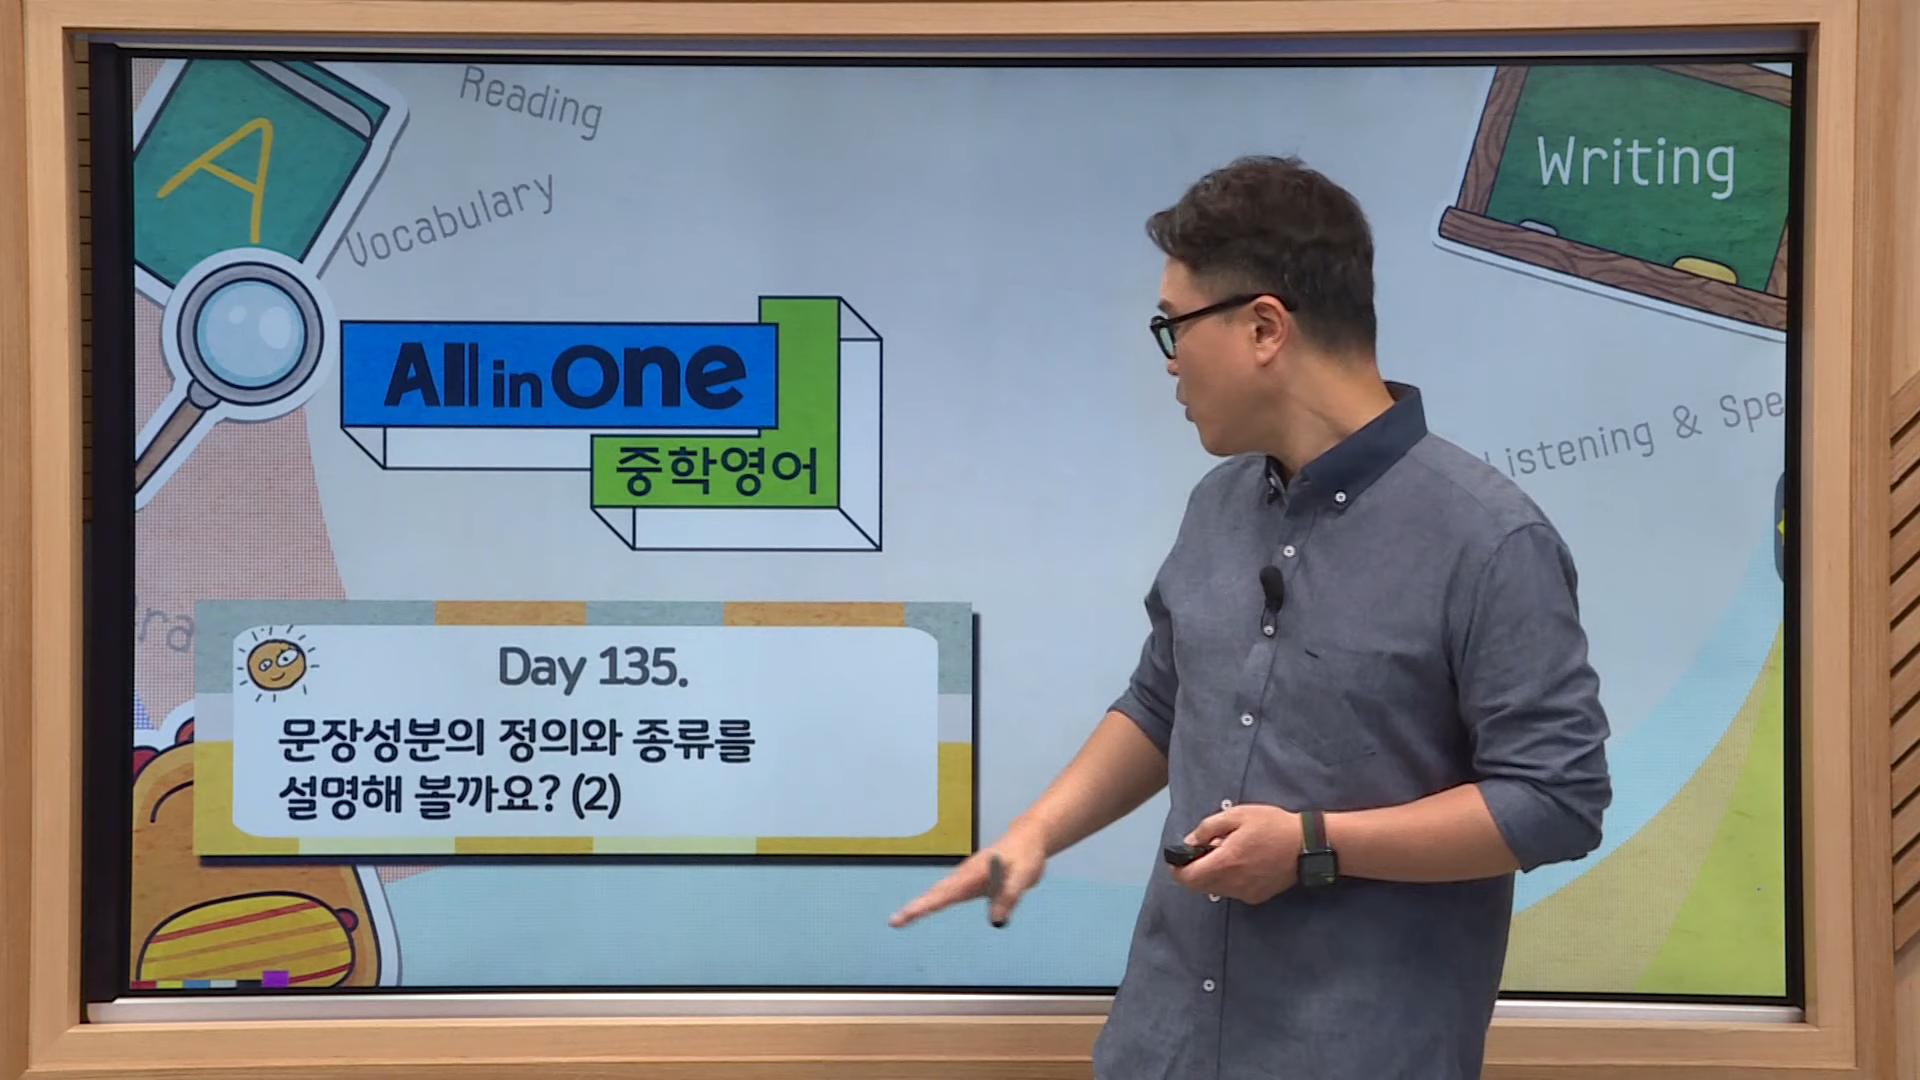 Reading
Vocabulary
A
Writing
All in One
중학영어
Listening & Spe
ra
Day 135.
문장성분의 정의와 종류를
설명해 볼까요? (2)